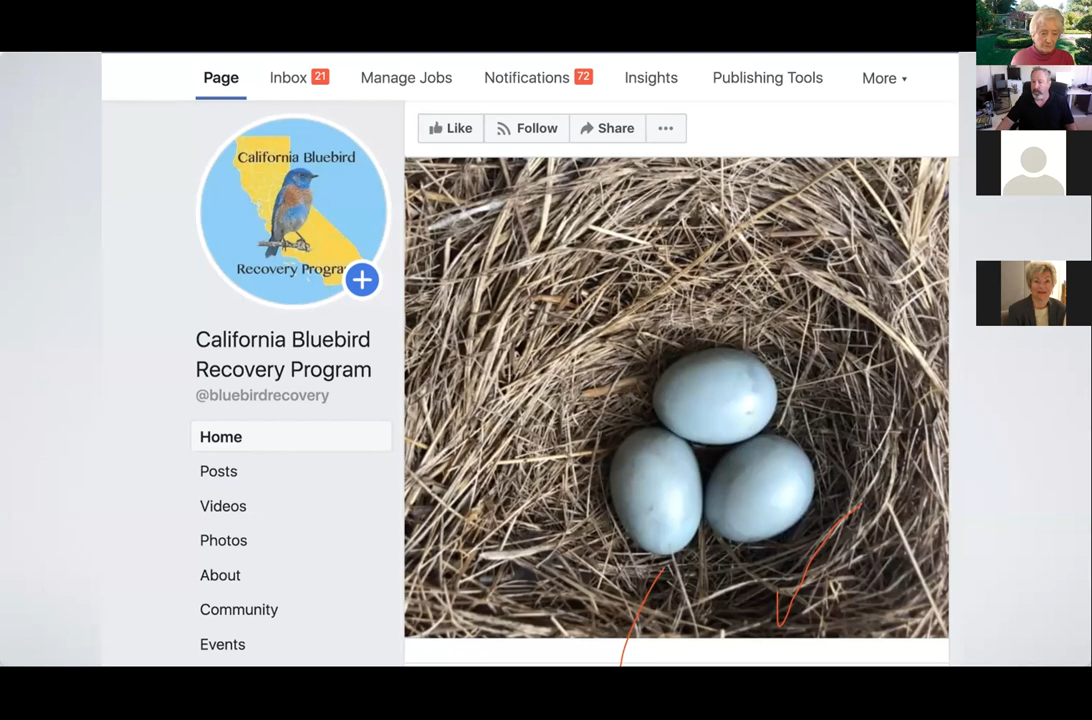 Page Inbox 21 Manage Jobs Notifications 72 Insights Publishing Tools More
Like Follow Share
California Bluebird
Recovery Program
California Bluebird
Recovery Program
@bluebirdrecovery
Home
Posts
Videos
Photos
About
Community
Events